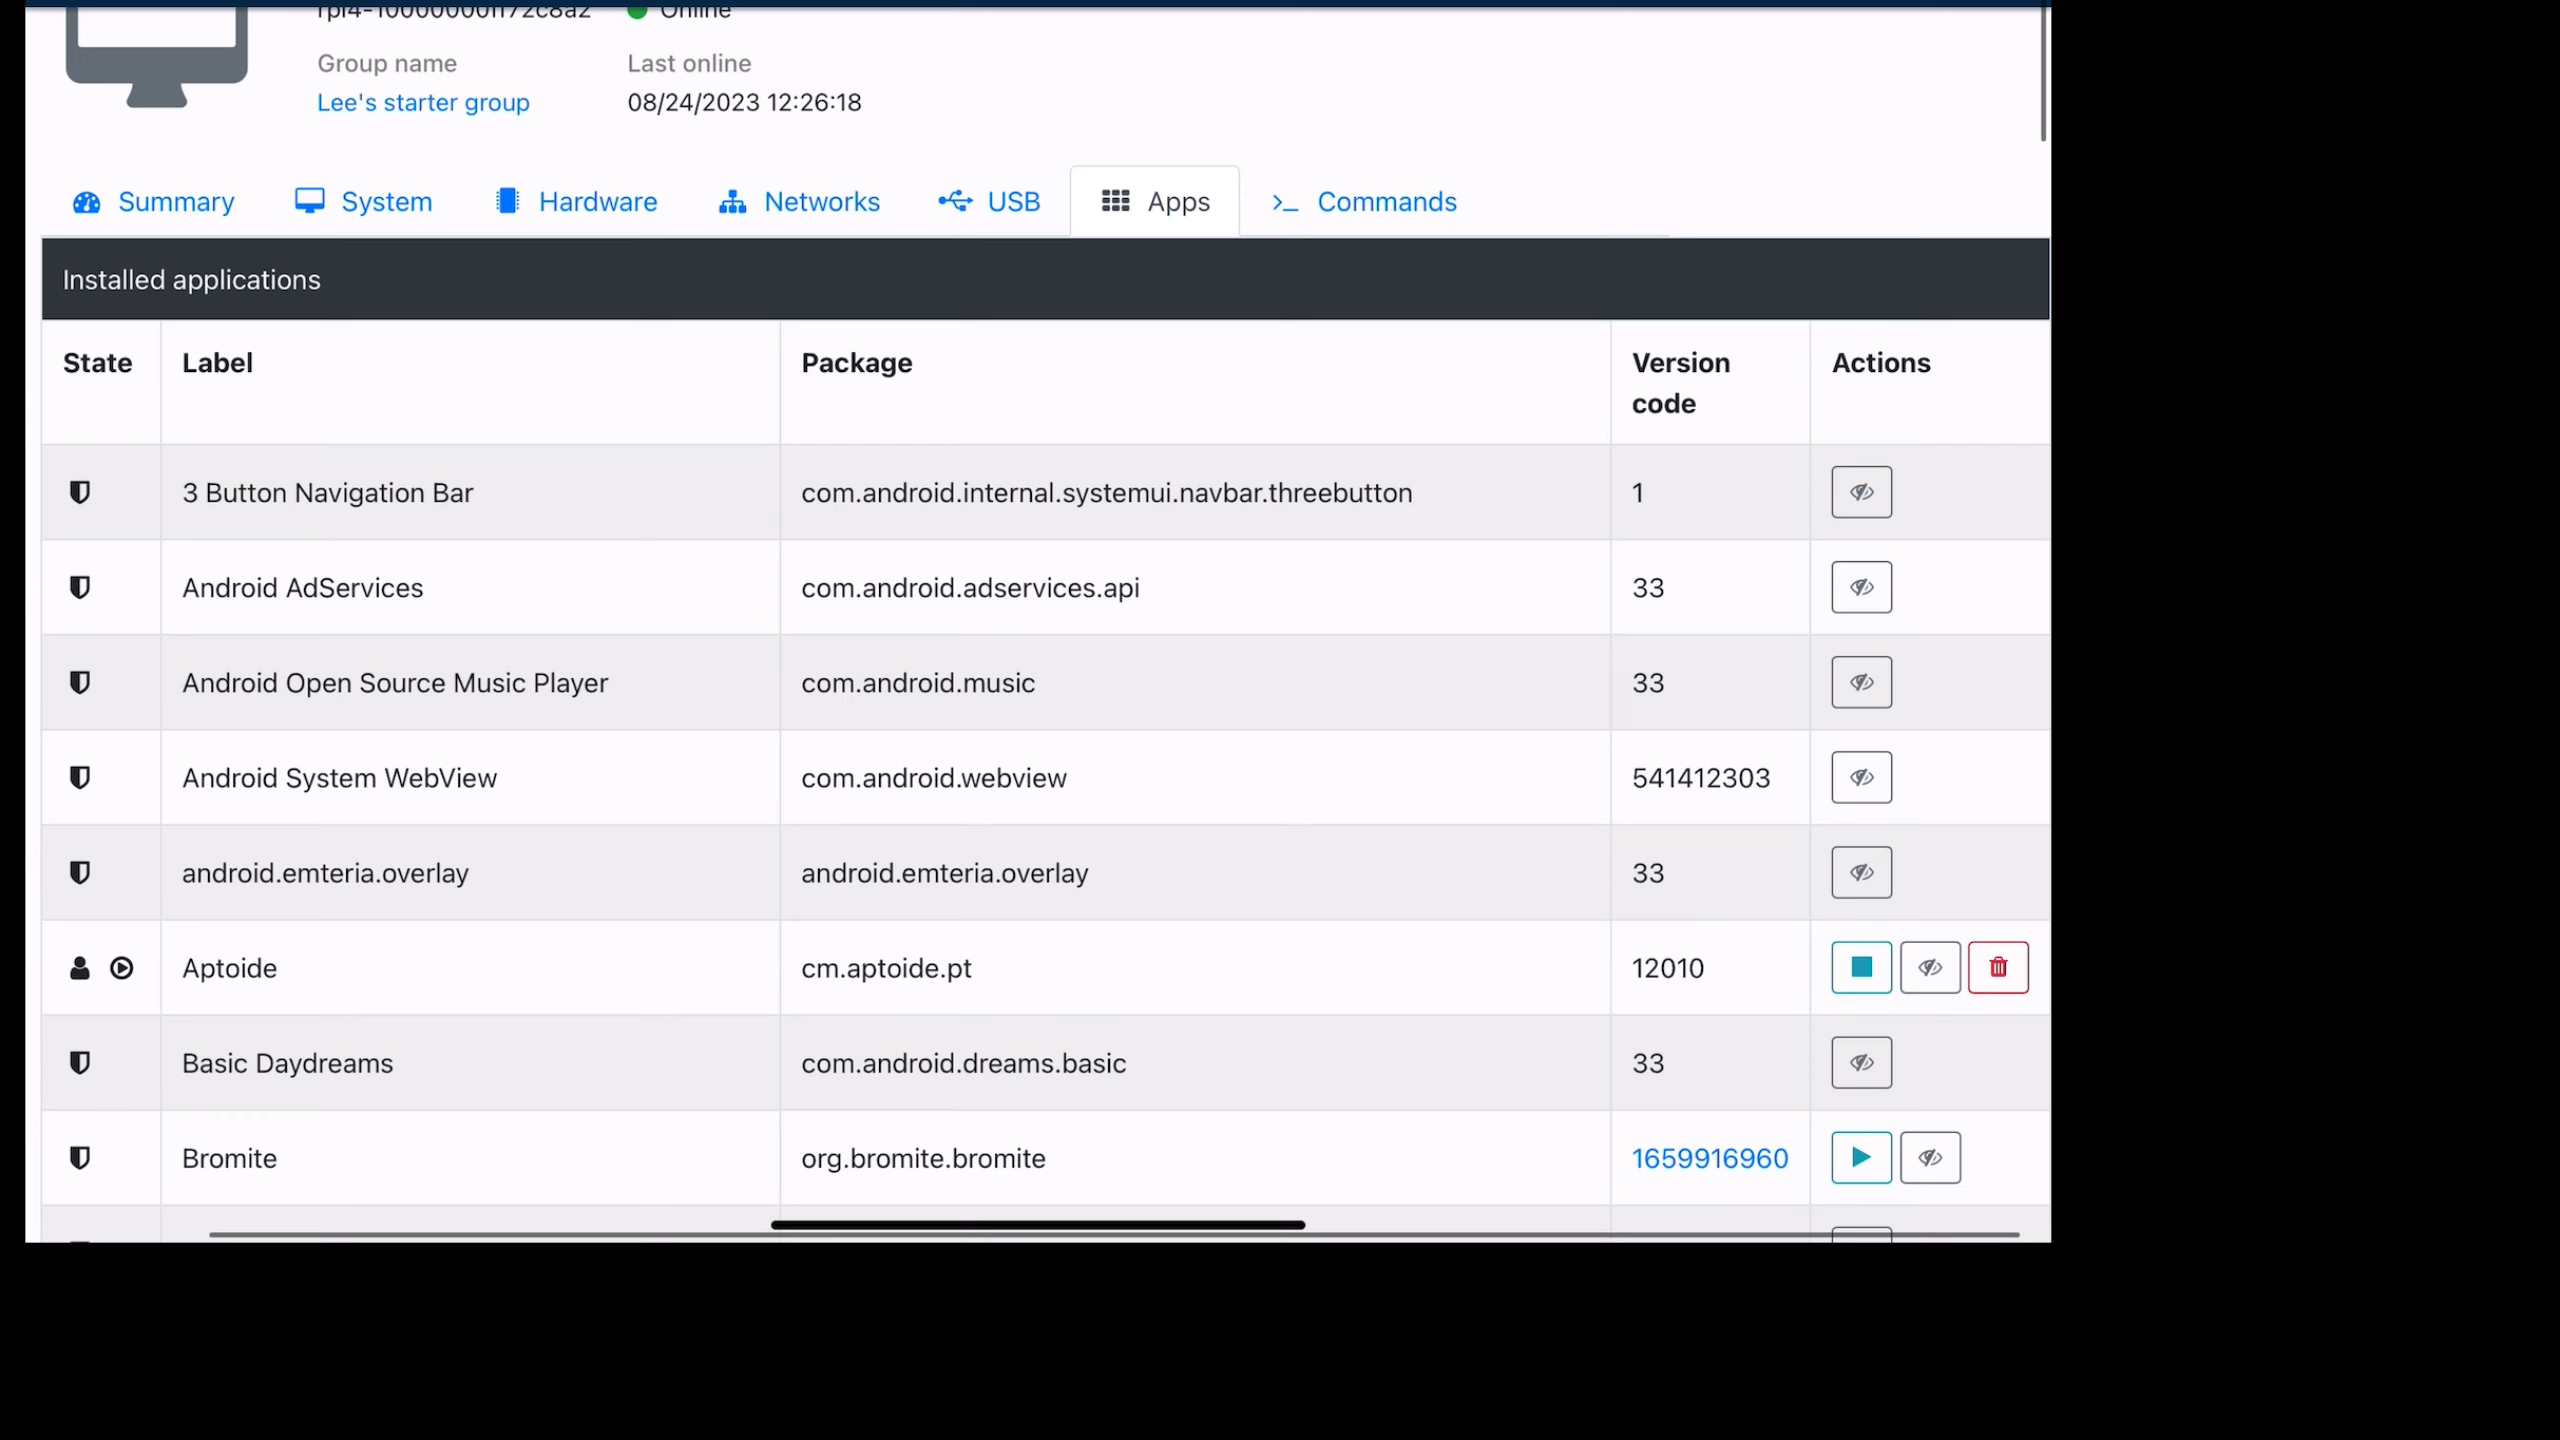 Online
Group name Last online
Lee's starter group 08/24/2023 12:26:18
Summary System Hardware Networks USB Apps Commands
Installed applications
State Label Package Version code Actions
3 Button Navigation Bar com.android.internal.systemui.navbar.threebutton 1
Android AdServices com.android.adservices.api 33
Android Open Source Music Player com.android.music 33
Android System WebView com.android.webview 541412303
android.emteria.overlay android.emteria.overlay 33
Aptoide cm.aptoide.pt 12010
Basic Daydreams com.android.dreams.basic 33
Bromite org.bromite.bromite 1659916960